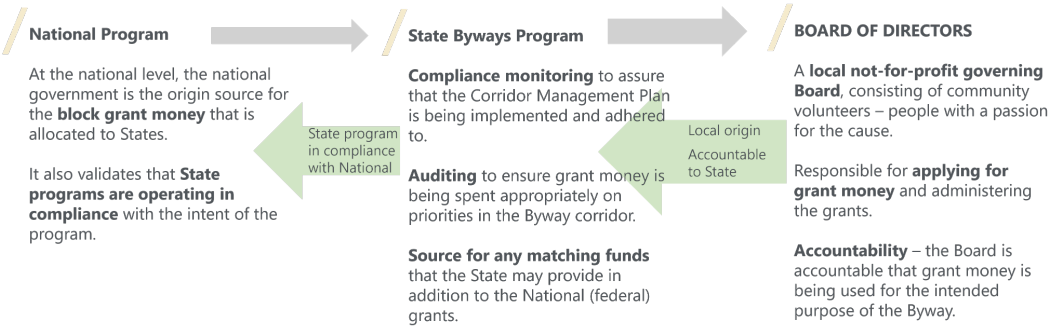 National Program
At the national level, the national
government is the origin source for
the block grant money that is
allocated to States.
It also validates that State
programs are operating in
compliance with the intent of the
program.
State program
in compliance
with National
State Byways Program
Compliance monitoring to assure
that the Corridor Management Plan
is being implemented and adhered
to.
Auditing to ensure grant money is
being spent appropriately on
priorities in the Byway corridor.
Source for any matching funds
that the State may provide in
addition to the National (federal)
grants.
Local origin
Accountable
to State
BOARD OF DIRECTORS
A local not-for-profit governing
Board, consisting of community
volunteers – people with a passion
for the cause.
Responsible for applying for
grant money and administering
the grants.
Accountability – the Board is
accountable that grant money is
being used for the intended
purpose of the Byway.